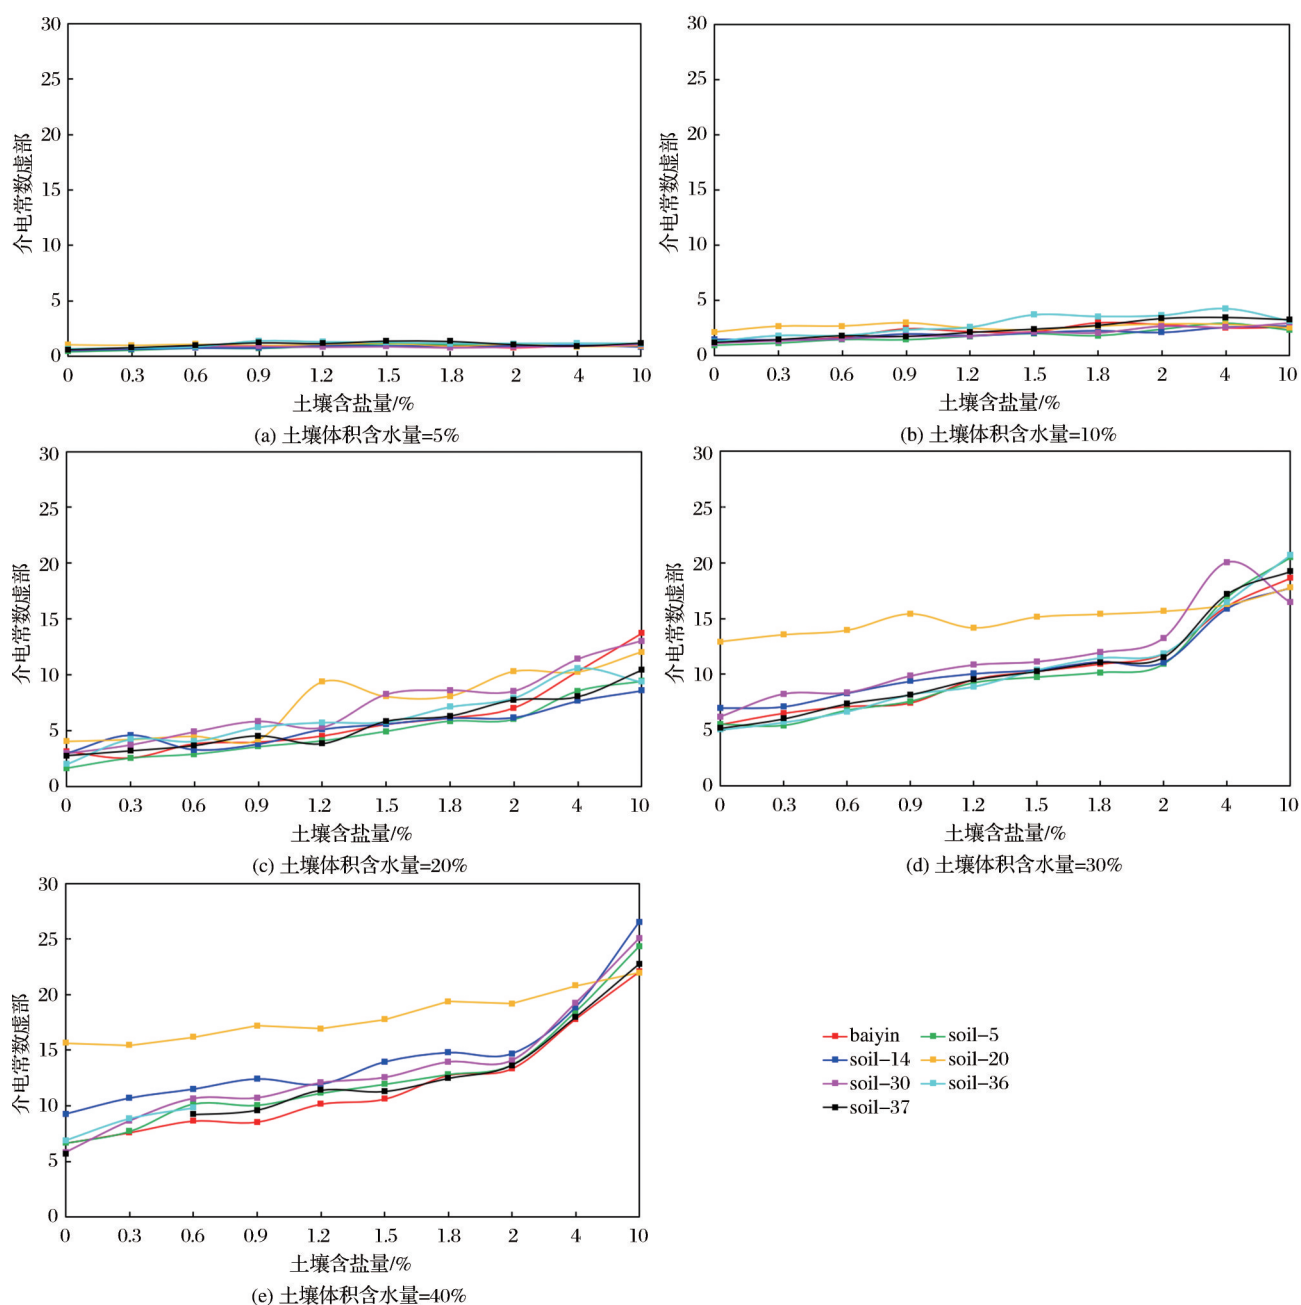 30
25
20
15
10
5
0
介电常数虚部
0 0.3 0.6 0.9 1.2 1.5 1.8 2 4 10
土壤含盐量/%
(a) 土壤体积含水量=5%
30
25
20
15
10
5
0
介电常数虚部
0 0.3 0.6 0.9 1.2 1.5 1.8 2 4 10
土壤含盐量/%
(b) 土壤体积含水量=10%
30
25
20
15
10
5
0
介电常数虚部
0 0.3 0.6 0.9 1.2 1.5 1.8 2 4 10
土壤含盐量/%
(c) 土壤体积含水量=20%
30
25
20
15
10
5
0
介电常数虚部
0 0.3 0.6 0.9 1.2 1.5 1.8 2 4 10
土壤含盐量/%
(d) 土壤体积含水量=30%
30
25
20
15
10
5
0
介电常数虚部
0 0.3 0.6 0.9 1.2 1.5 1.8 2 4 10
土壤含盐量/%
(e) 土壤体积含水量=40%
baiyin soil–5
soil–14 soil–20
soil–30 soil–36
soil–37